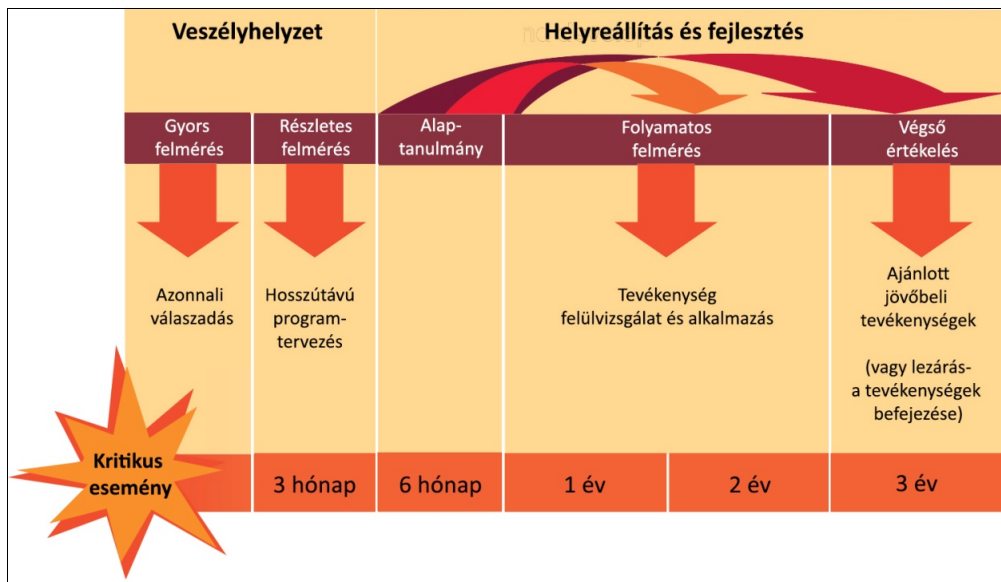 Veszélyhelyzet
Helyreállítás és fejlesztés
Gyors
felmérés
Részletes
felmérés
Alap-
tanulmány
Folyamatos
felmérés
Végső
értékelés
Azonnali
válaszadás
Hosszútávú
program-
tervezés
Tevékenység
felülvizsgálat és alkalmazás
Ajánlott
jövőbeli
tevékenységek
(vagy lezárás-
a tevékenységek
befejezése)
Kritikus
esemény
3 hónap
6 hónap
1 év
2 év
3 év